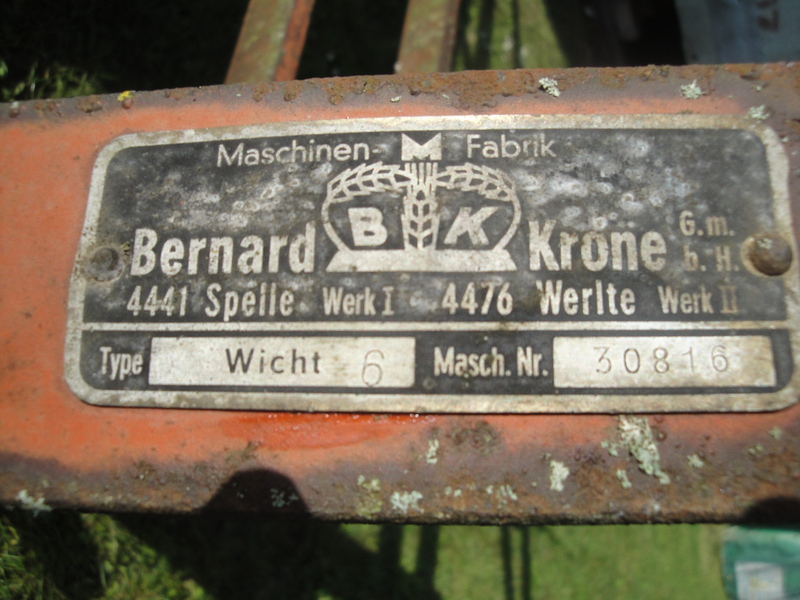 Maschinen- M Fabrik
B K
Bernard Krone G.m.b.H.
4441 Spelle Werk I 4476 Werlte Werk II
Type Wicht 6 Masch. Nr. 30816